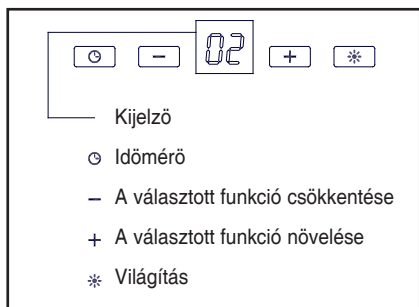 02
Kijelzö
Idömérö
– A választott funkció csökkentése
+ A választott funkció növelése
Világítás